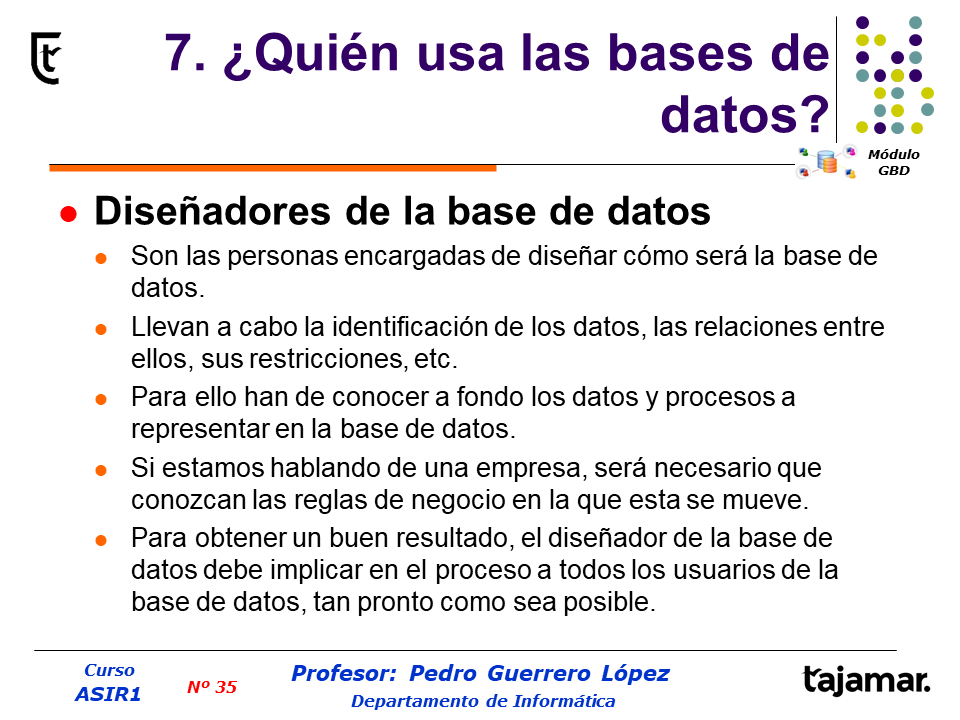 7. ¿Quién usa las bases de
datos?
Módulo
GBD
Diseñadores de la base de datos
Son las personas encargadas de diseñar cómo será la base de
datos.
Llevan a cabo la identificación de los datos, las relaciones entre
ellos, sus restricciones, etc.
Para ello han de conocer a fondo los datos y procesos a
representar en la base de datos.
Si estamos hablando de una empresa, será necesario que
conozcan las reglas de negocio en la que esta se mueve.
Para obtener un buen resultado, el diseñador de la base de
datos debe implicar en el proceso a todos los usuarios de la
base de datos, tan pronto como sea posible.
Curso
ASIR1
Nº 35
Profesor: Pedro Guerrero López
Departamento de Informática
tajamar.